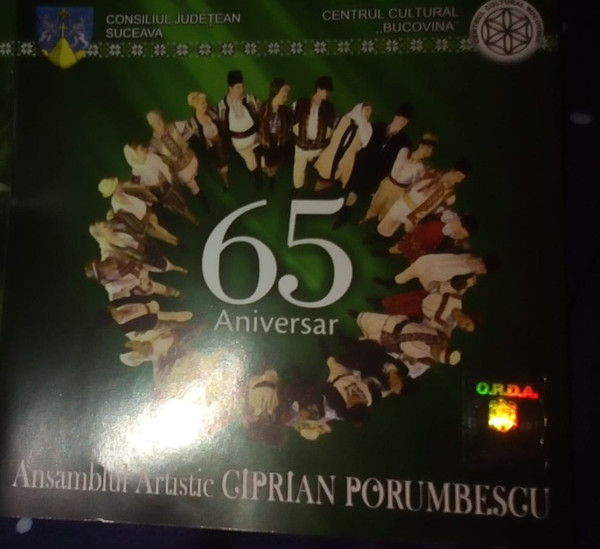 CONSILIUL JUDEȚEAN
SUCEAVA
CENTRUL CULTURAL
„BUCOVINA”
65
Aniversar
O.R.D.A.
Ansamblul Artistic CIPRIAN PORUMBESCU